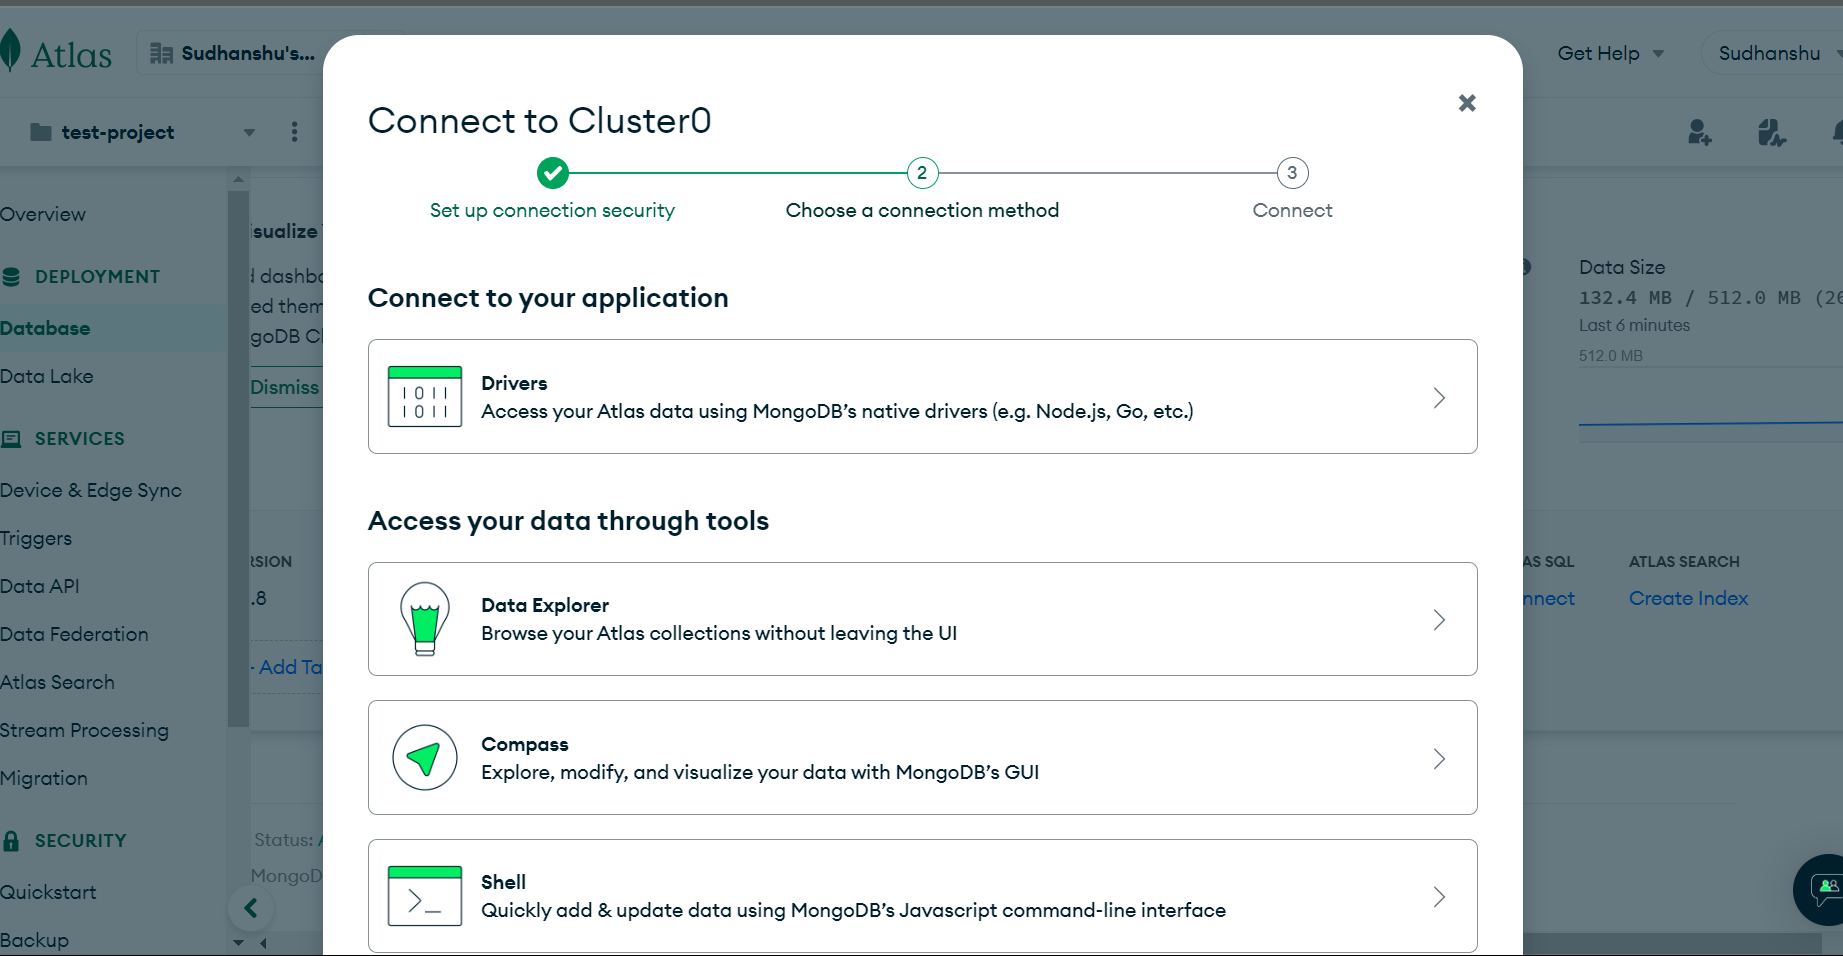 Atlas
Sudhanshu's...
Get Help
Sudhanshu
test-project
Overview
DEPLOYMENT
Database
Data Lake
SERVICES
Device & Edge Sync
Triggers
Data API
Data Federation
Atlas Search
Stream Processing
Migration
SECURITY
Quickstart
Backup
Dismiss
.8
+ Add Ta
Status:
MongoD
Connect to Cluster0
2
3
Set up connection security
Choose a connection method
Connect
Connect to your application
Drivers
Access your Atlas data using MongoDB’s native drivers (e.g. Node.js, Go, etc.)
Access your data through tools
Data Explorer
Browse your Atlas collections without leaving the UI
Compass
Explore, modify, and visualize your data with MongoDB’s GUI
Shell
Quickly add & update data using MongoDB’s Javascript command-line interface
Data Size
132.4 MB / 512.0 MB (26
Last 6 minutes
512.0 MB
AS SQL
nnect
ATLAS SEARCH
Create Index